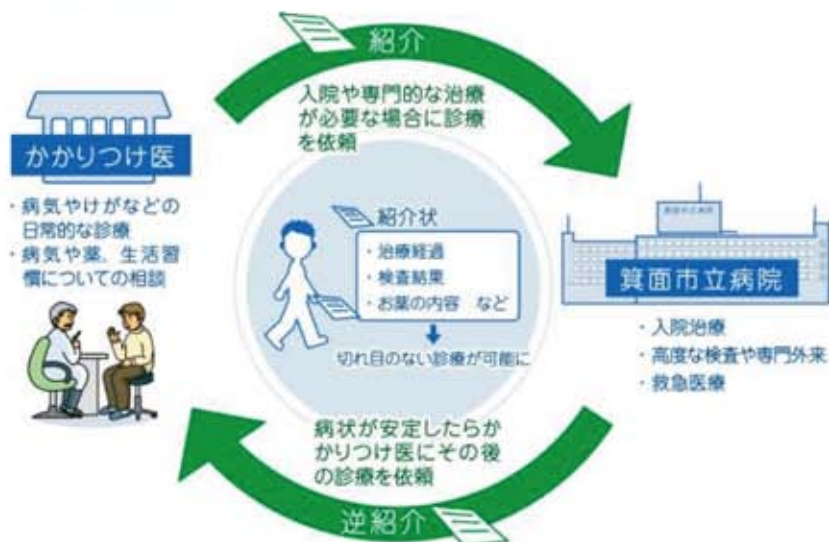 紹介
入院や専門的な治療
が必要な場合に診療
を依頼
かかりつけ医
・病気やけがなどの
日常的な診療
・病気や薬、生活習
慣についての相談
紹介状
・治療経過
・検査結果
・お薬の内容 など
切れ目のない診療が可能に
箕面市立病院
箕面市立病院
・入院治療
・高度な検査や専門外来
・救急医療
病状が安定したらか
かりつけ医にその後
の診療を依頼
逆紹介